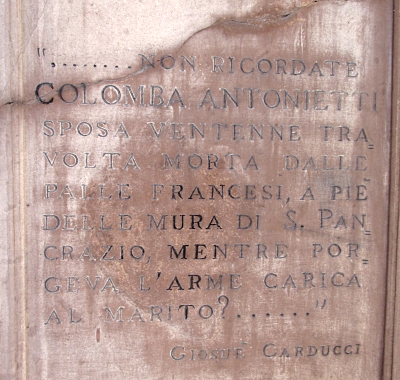 ",.......NON RICORDATE
COLOMBA ANTONIETTI
SPOSA VENTENNE TRA=
VOLTA MORTA DALLE
PALLE FRANCESI, A PIÈ
DELLE MURA DI S. PAN=
CRAZIO, MENTRE POR=
GEVA L'ARME CARICA
AL MARITO?......"
GIOSUÈ CARDUCCI